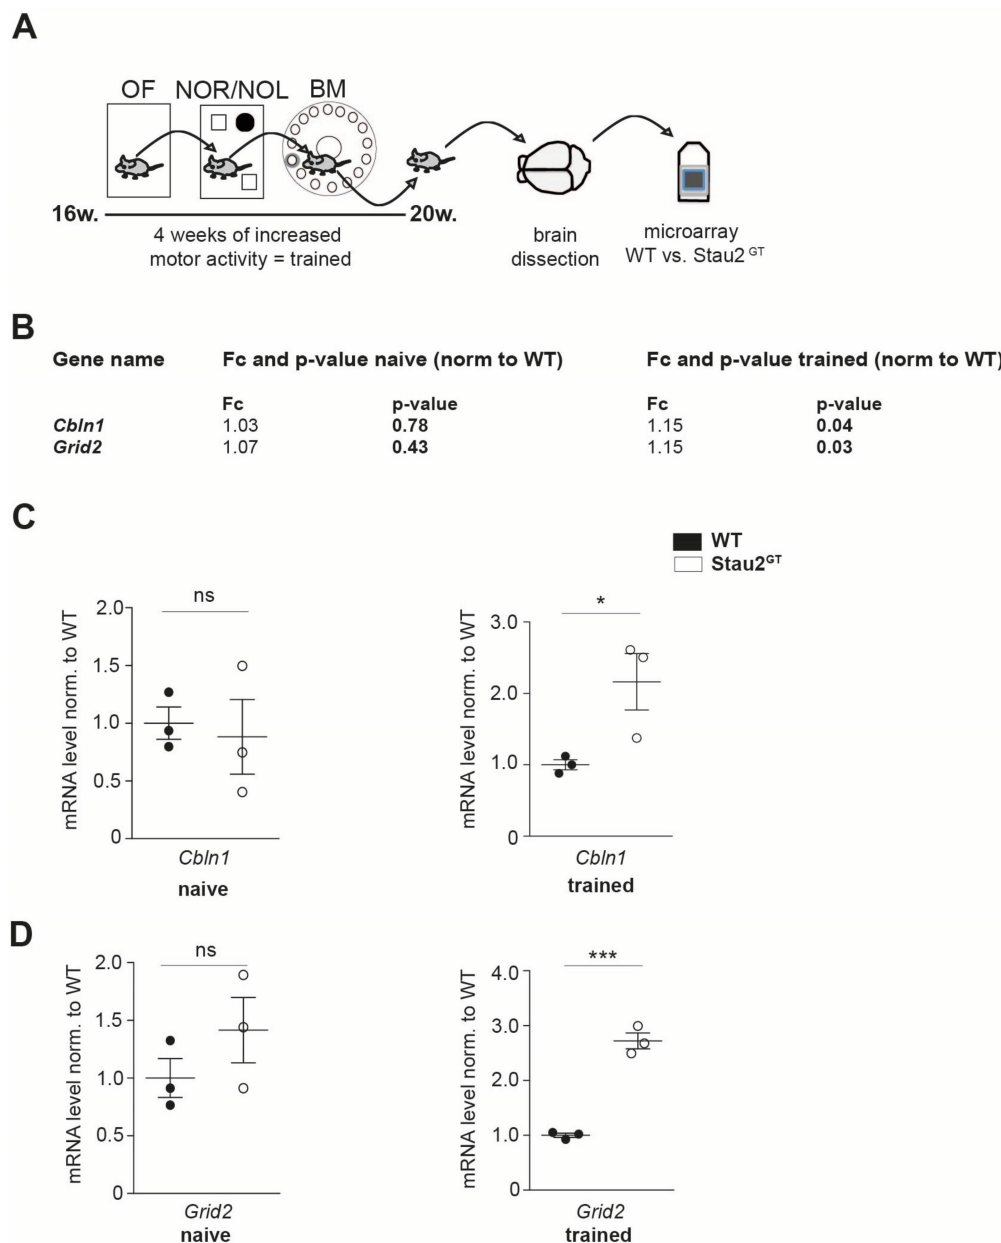 A
OF NOR/NOL BM
16w. 20w.
4 weeks of increased
motor activity = trained
brain
dissection
microarray
WT vs. Stau2 GT
B
Gene name Fc and p-value naive (norm to WT) Fc and p-value trained (norm to WT)
Fc p-value Fc p-value
Cbln1 1.03 0.78 1.15 0.04
Grid2 1.07 0.43 1.15 0.03
C
WT
Stau2GT
mRNA level norm. to WT
2.0
1.5
1.0
0.5
0
ns
Cbln1
naive
mRNA level norm. to WT
3.0
2.0
1.0
0
*
Cbln1
trained
D
mRNA level norm. to WT
2.0
1.5
1.0
0.5
0
ns
Grid2
naive
mRNA level norm. to WT
4.0
3.0
2.0
1.0
0
***
Grid2
trained